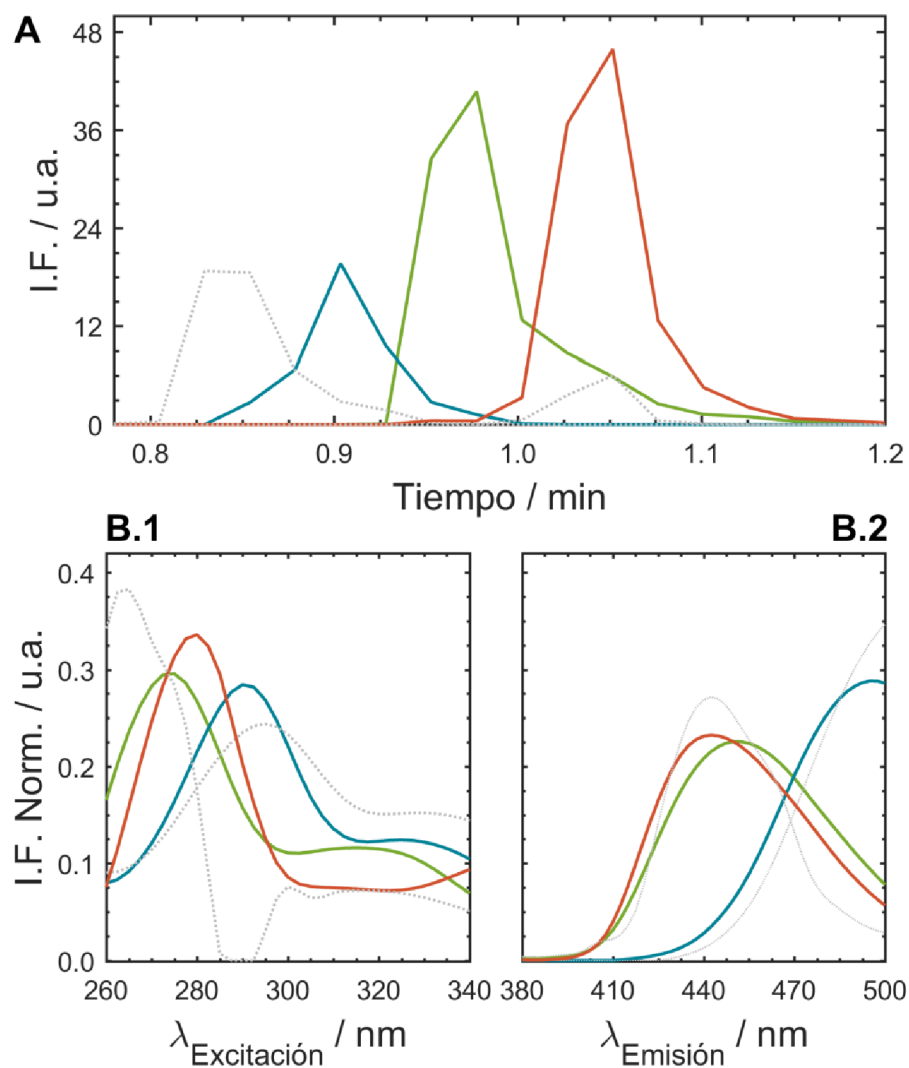 A
48
36
24
12
0
I.F. / u.a.
0.8 0.9 1.0 1.1 1.2
Tiempo / min
B.1 B.2
0.4
0.3
0.2
0.1
0.0
I.F. Norm. / u.a.
260 280 300 320 340 380 410 440 470 500
λExcitación / nm λEmisión / nm